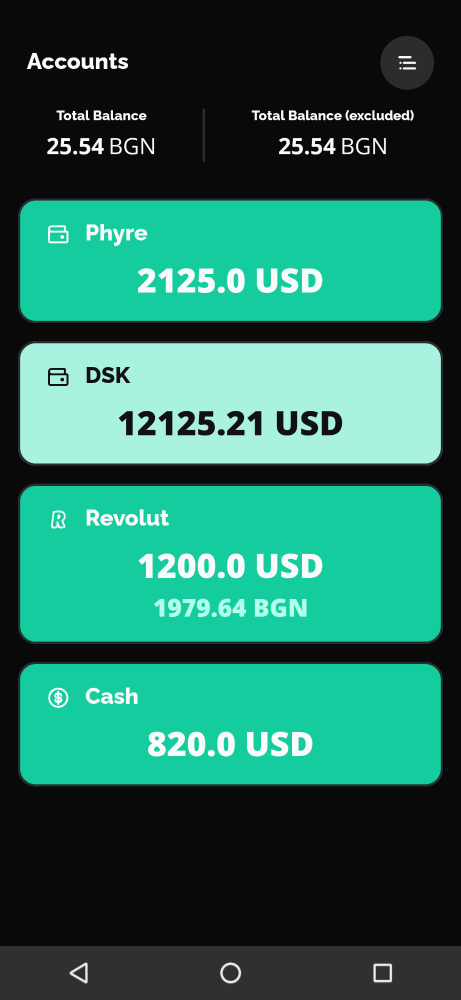 Accounts
Total Balance
25.54 BGN
Total Balance (excluded)
25.54 BGN
Phyre
2125.0 USD
DSK
12125.21 USD
Revolut
1200.0 USD
1979.64 BGN
Cash
820.0 USD